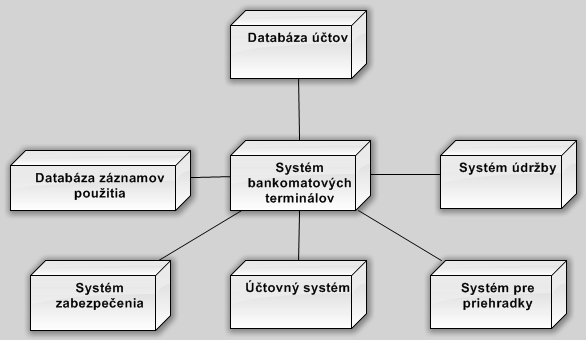 Databáza účtov
Databáza záznamov
použitia
Systém
bankomatových
terminálov
Systém údržby
Systém
zabezpečenia
Účtovný systém
Systém pre
priehradky